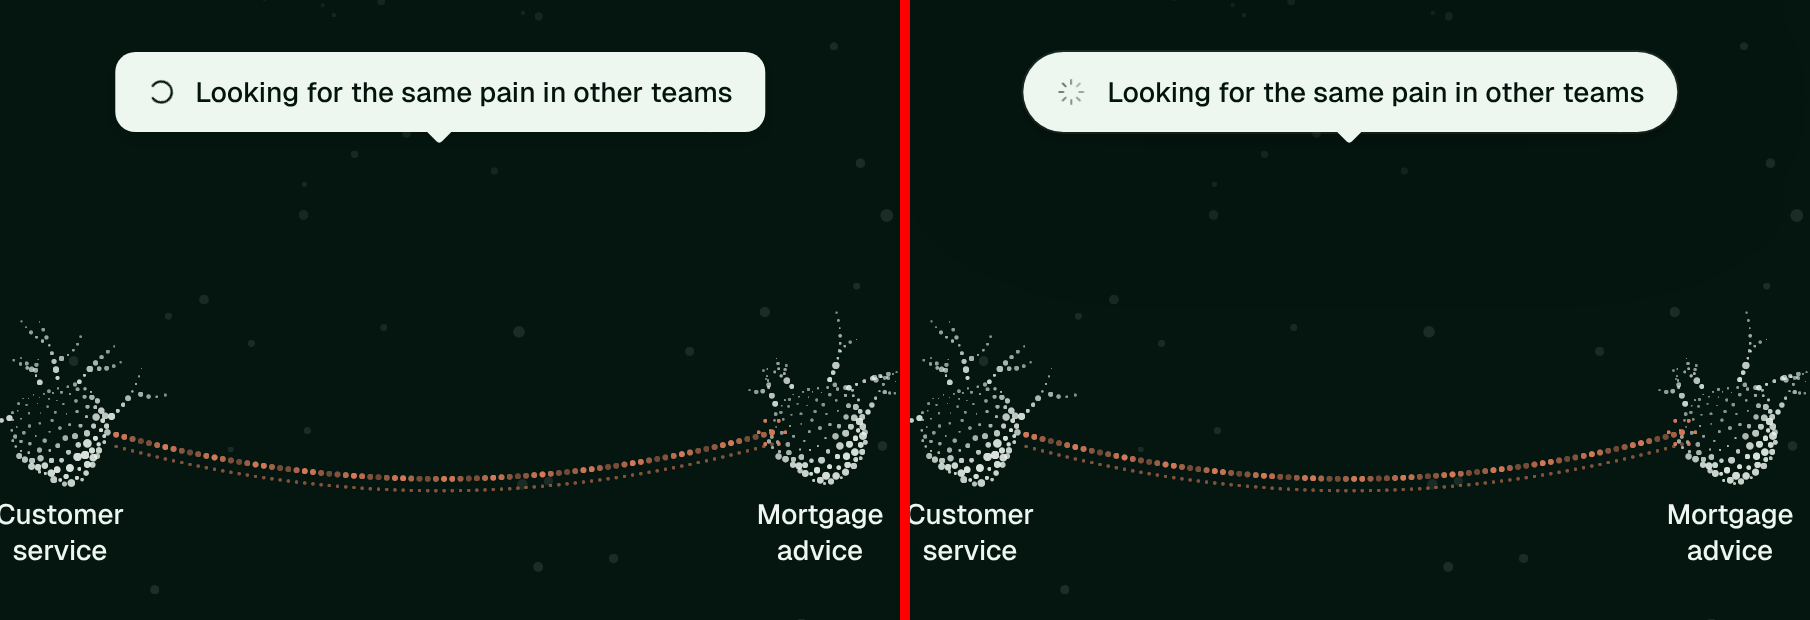 Looking for the same pain in other teams
Customer
service
Mortgage
advice
Looking for the same pain in other teams
Customer
service
Mortgage
advice